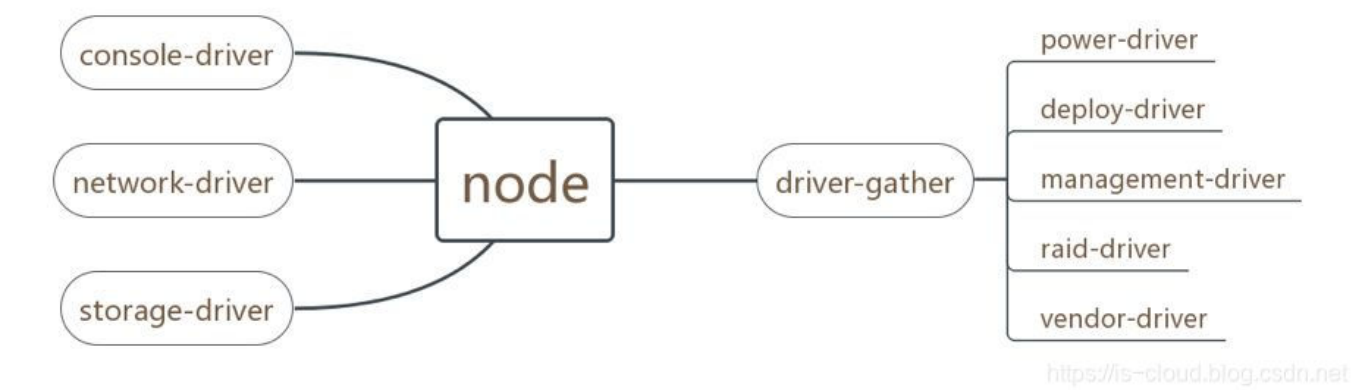 console-driver
network-driver
storage-driver
node
driver-gather
power-driver
deploy-driver
management-driver
raid-driver
vendor-driver
https://is-cloud.blog.csdn.net